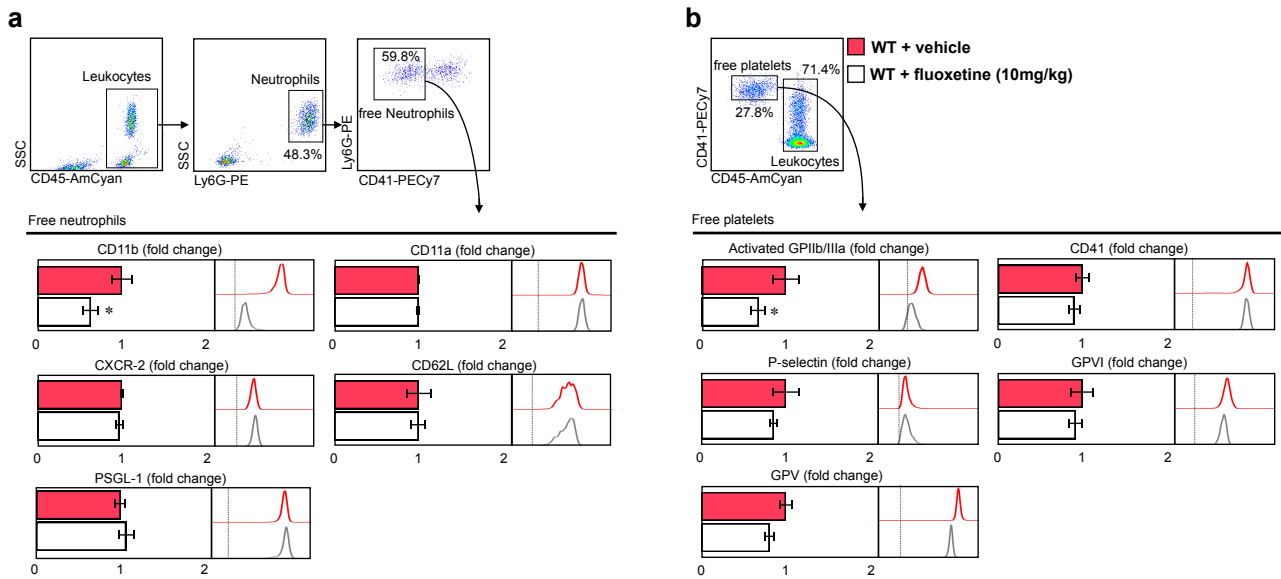 a
Leukocytes
SSC
CD45-AmCyan
Neutrophils
48.3%
SSC
Ly6G-PE
59.8%
free Neutrophils
Ly6G-PE
CD41-PECy7
Free neutrophils
CD11b (fold change)
*
0 1 2
CD11a (fold change)
0 1 2
CXCR-2 (fold change)
0 1 2
CD62L (fold change)
0 1 2
PSGL-1 (fold change)
0 1 2
b
free platelets
71.4%
27.8%
Leukocytes
CD41-PECy7
CD45-AmCyan
WT + vehicle
WT + fluoxetine (10mg/kg)
Free platelets
Activated GPIIb/IIIa (fold change)
*
0 1 2
CD41 (fold change)
0 1 2
P-selectin (fold change)
0 1 2
GPVI (fold change)
0 1 2
GPV (fold change)
0 1 2